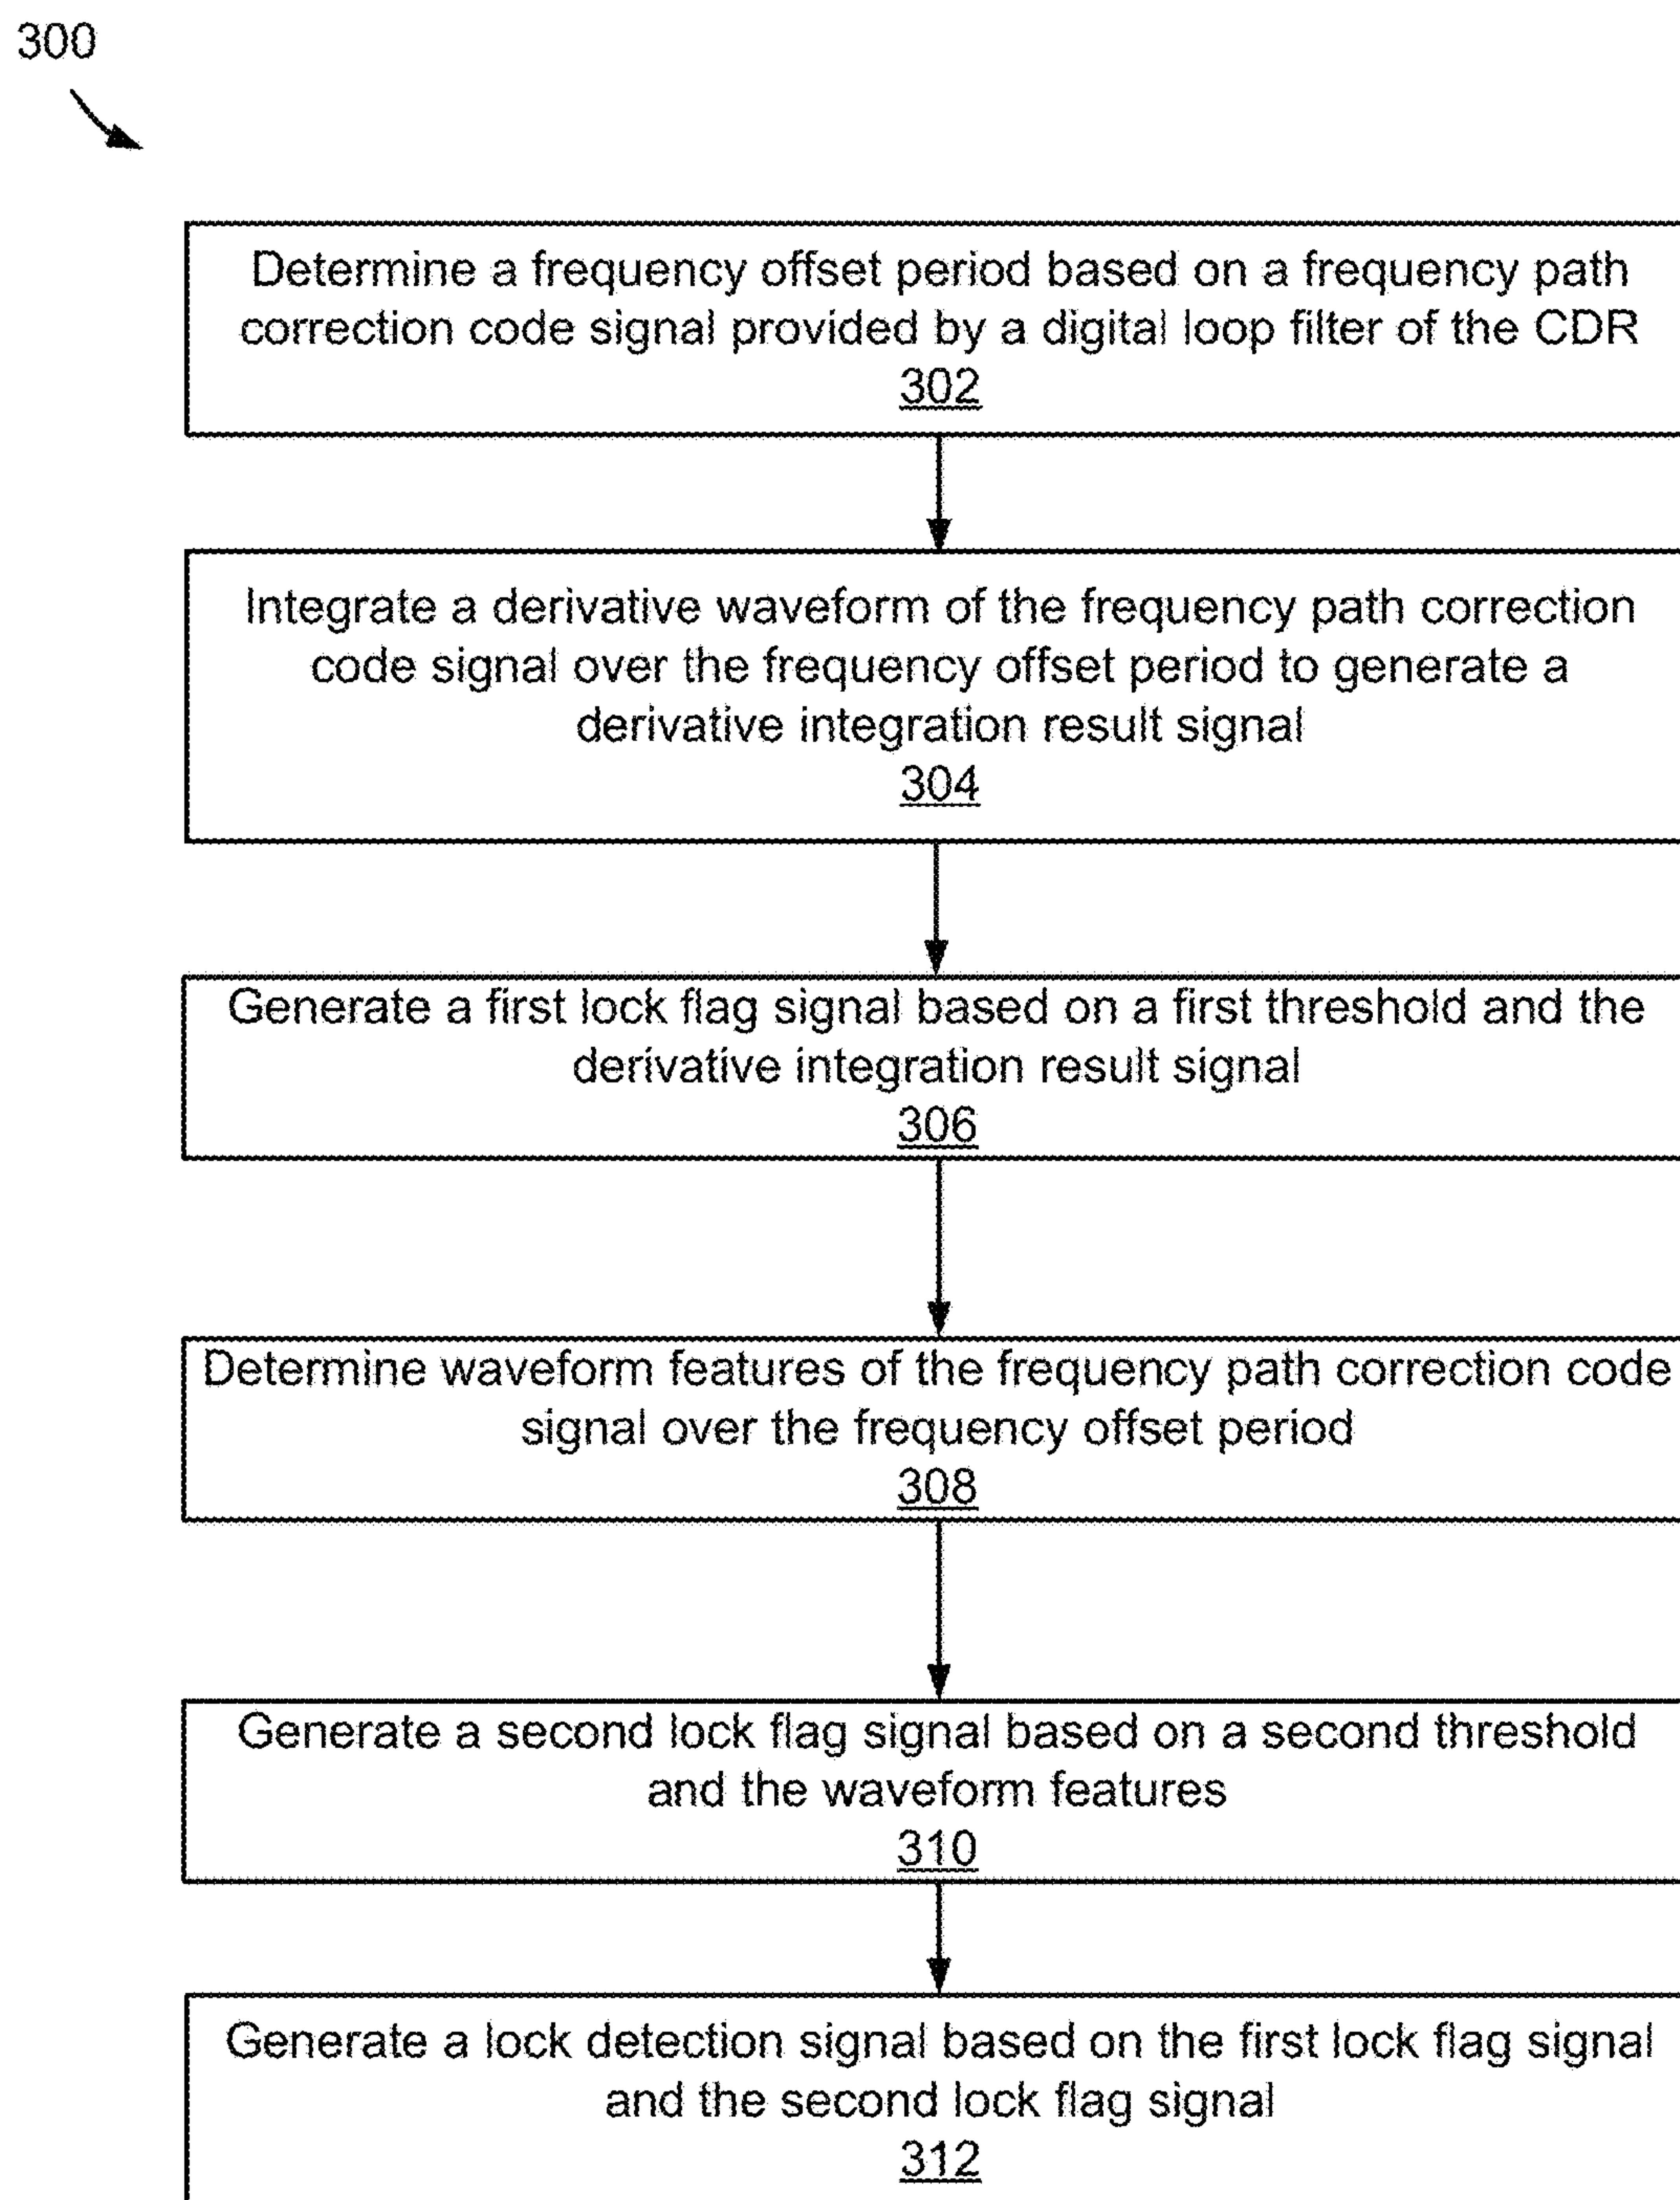 300
Determine a frequency offset period based on a frequency path
correction code signal provided by a digital loop filter of the CDR
302
Integrate a derivative waveform of the frequency path correction
code signal over the frequency offset period to generate a
derivative integration result signal
304
Generate a first lock flag signal based on a first threshold and the
derivative integration result signal
306
Determine waveform features of the frequency path correction code
signal over the frequency offset period
308
Generate a second lock flag signal based on a second threshold
and the waveform features
310
Generate a lock detection signal based on the first lock flag signal
and the second lock flag signal
312